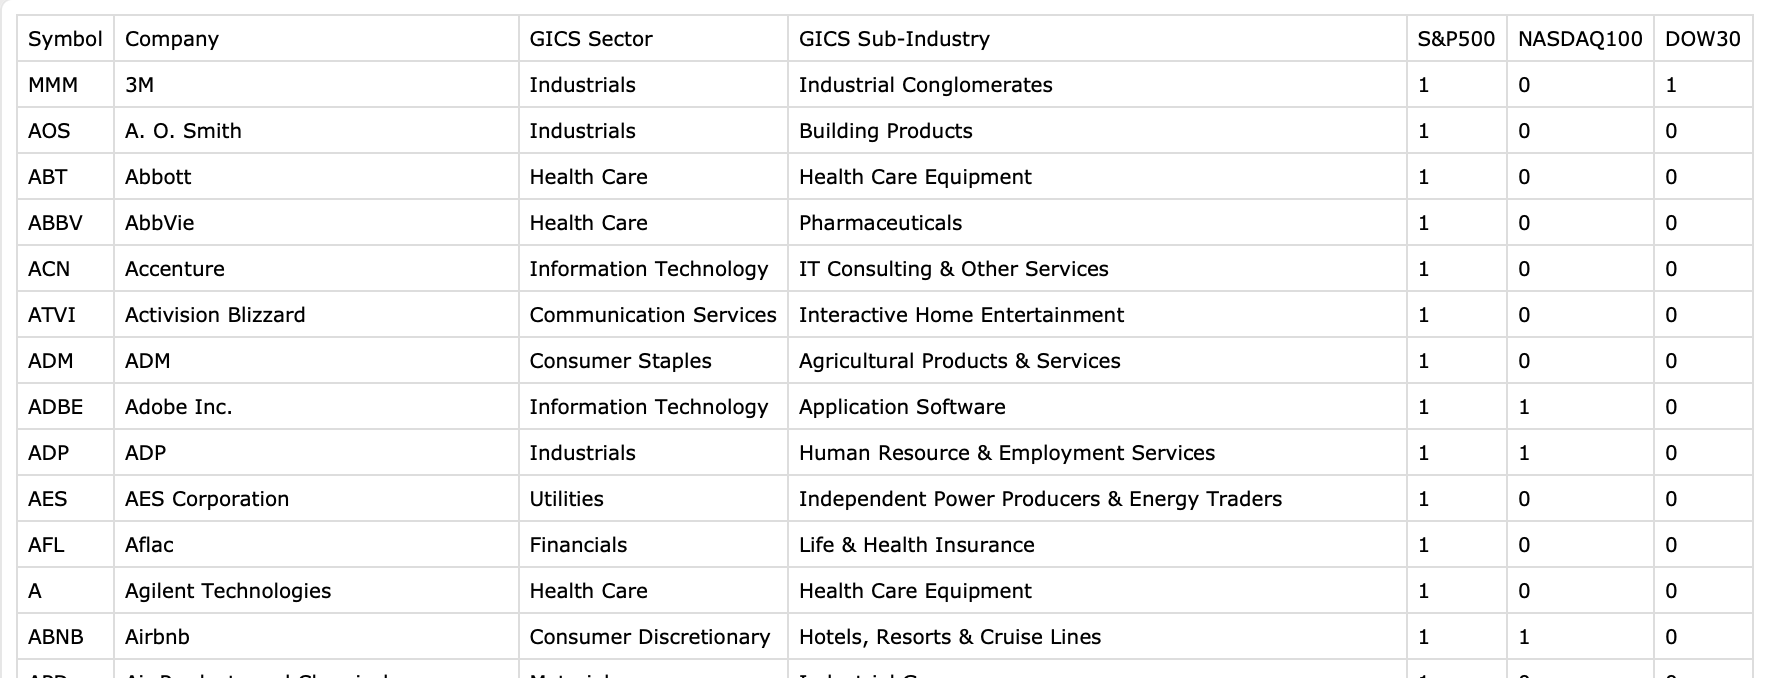 Symbol Company GICS Sector GICS Sub-Industry S&P500 NASDAQ100 DOW30
MMM 3M Industrials Industrial Conglomerates 1 0 1
AOS A. O. Smith Industrials Building Products 1 0 0
ABT Abbott Health Care Health Care Equipment 1 0 0
ABBV AbbVie Health Care Pharmaceuticals 1 0 0
ACN Accenture Information Technology IT Consulting & Other Services 1 0 0
ATVI Activision Blizzard Communication Services Interactive Home Entertainment 1 0 0
ADM ADM Consumer Staples Agricultural Products & Services 1 0 0
ADBE Adobe Inc. Information Technology Application Software 1 1 0
ADP ADP Industrials Human Resource & Employment Services 1 1 0
AES AES Corporation Utilities Independent Power Producers & Energy Traders 1 0 0
AFL Aflac Financials Life & Health Insurance 1 0 0
A Agilent Technologies Health Care Health Care Equipment 1 0 0
ABNB Airbnb Consumer Discretionary Hotels, Resorts & Cruise Lines 1 1 0